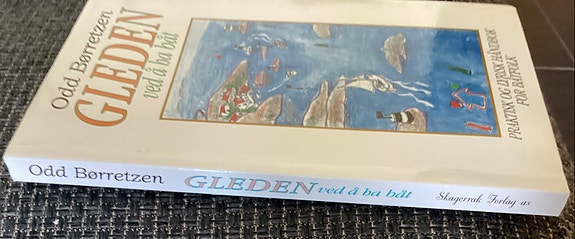 Odd Børretzen
GLEDEN
ved å ha båt
PRAKTISK OG LYRISK HÅNDBOK
FOR BÅTFOLK
Odd Børretzen GLEDEN ved å ha båt Skagerrak Forlag as